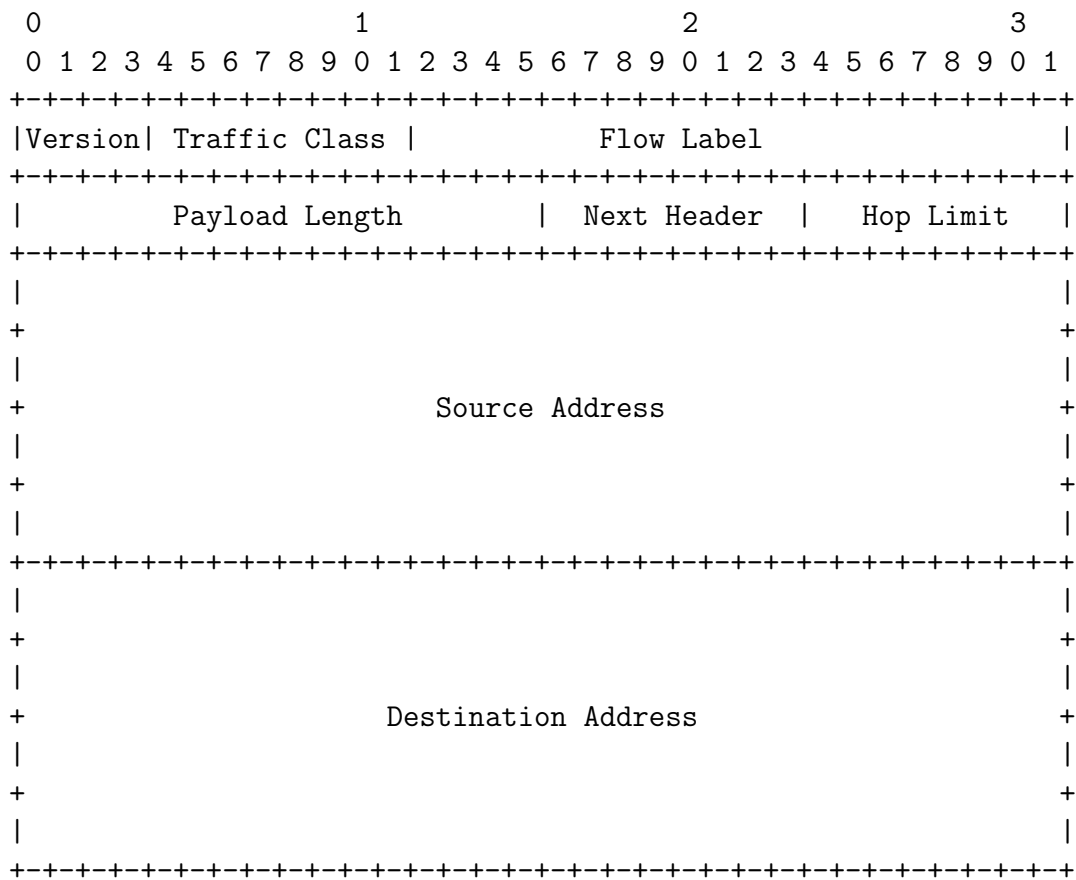 0 1 2 3
0 1 2 3 4 5 6 7 8 9 0 1 2 3 4 5 6 7 8 9 0 1 2 3 4 5 6 7 8 9 0 1
+-+-+-+-+-+-+-+-+-+-+-+-+-+-+-+-+-+-+-+-+-+-+-+-+-+-+-+-+-+-+-+-+
|Version| Traffic Class | Flow Label |
+-+-+-+-+-+-+-+-+-+-+-+-+-+-+-+-+-+-+-+-+-+-+-+-+-+-+-+-+-+-+-+-+
| Payload Length | Next Header | Hop Limit |
+-+-+-+-+-+-+-+-+-+-+-+-+-+-+-+-+-+-+-+-+-+-+-+-+-+-+-+-+-+-+-+-+
| |
+ +
| |
+ Source Address +
| |
+ +
| |
+-+-+-+-+-+-+-+-+-+-+-+-+-+-+-+-+-+-+-+-+-+-+-+-+-+-+-+-+-+-+-+-+
| |
+ +
| |
+ Destination Address +
| |
+ +
| |
+-+-+-+-+-+-+-+-+-+-+-+-+-+-+-+-+-+-+-+-+-+-+-+-+-+-+-+-+-+-+-+-+